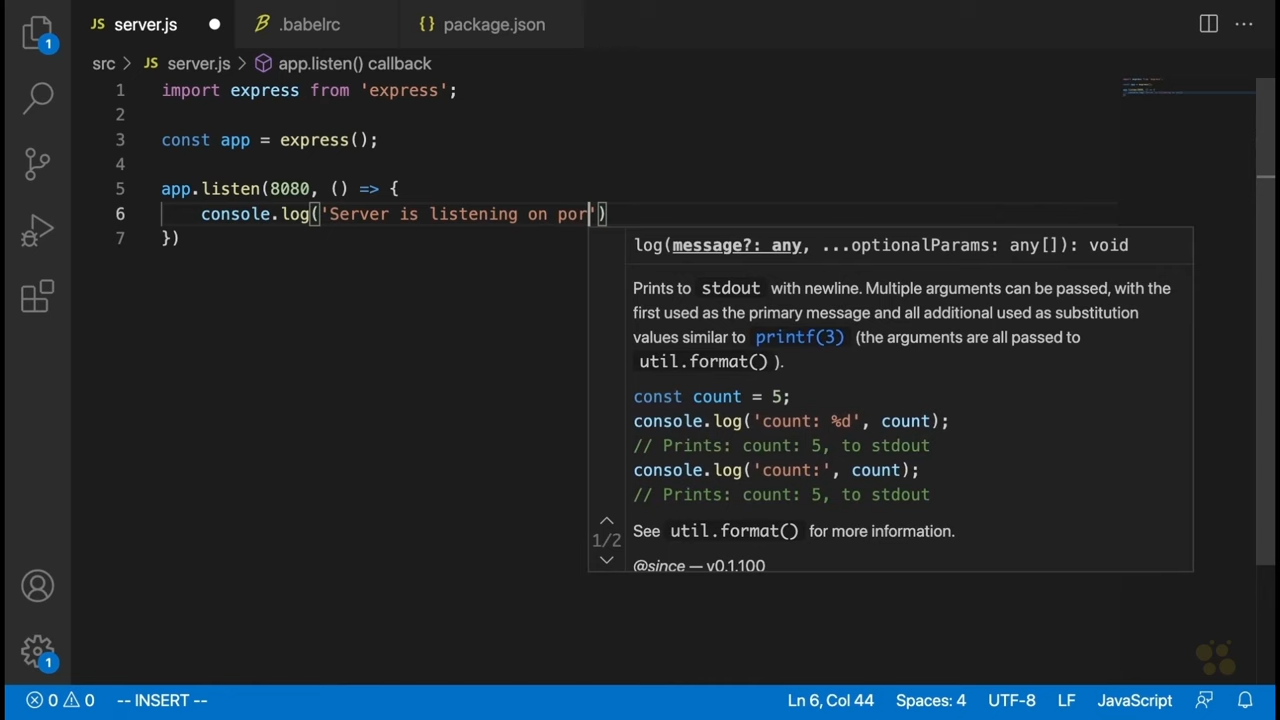 JS server.js
.babelrc
{} package.json
1
src > JS server.js > app.listen() callback
1 import express from 'express';
2
3 const app = express();
4
5 app.listen(8080, () => {
6 console.log('Server is listening on por')
7 })
log(message?: any, ...optionalParams: any[]): void
Prints to stdout with newline. Multiple arguments can be passed, with the
first used as the primary message and all additional used as substitution
values similar to printf(3) (the arguments are all passed to
util.format() ).
const count = 5;
console.log('count: %d', count);
// Prints: count: 5, to stdout
console.log('count:', count);
// Prints: count: 5, to stdout
1/2
See util.format() for more information.
@since — v0.1.100
1
0 0 -- INSERT -- Ln 6, Col 44 Spaces: 4 UTF-8 LF JavaScript